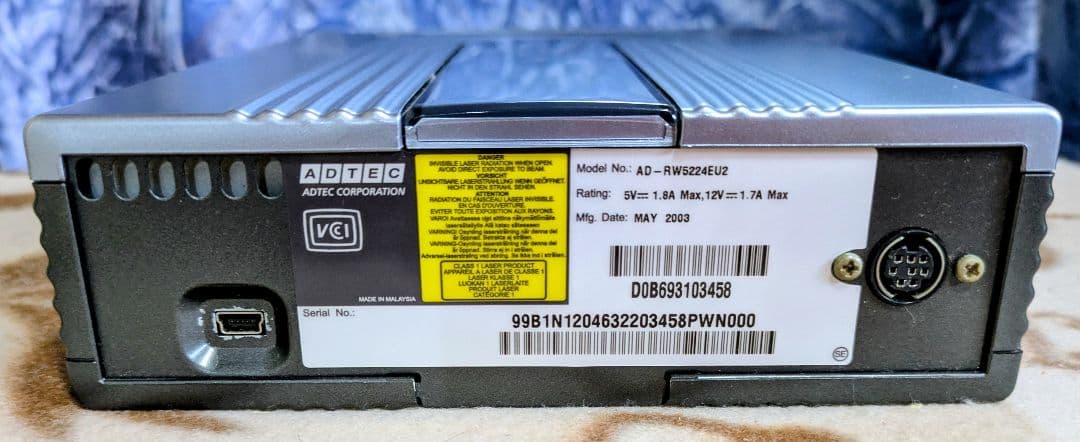 ADTEC
ADTEC CORPORATION
VCCI
MADE IN MALAYSIA
DANGER
INVISIBLE LASER RADIATION WHEN OPEN.
AVOID DIRECT EXPOSURE TO BEAM.
VORSICHT
UNSICHTBARE LASERSTRAHLUNG WENN GEÖFFNET.
NICHT IN DEN STRAHL SEHEN.
ATTENTION
RADIATION DU FAISCEAU LASER INVISIBLE
EN CAS D'OUVERTURE.
EVITER TOUTE EXPOSITION AUX RAYONS.
CLASS 1 LASER PRODUCT
APPAREIL A LASER DE CLASSE 1
LASER KLASSE 1
LUOKAN 1 LASERLAITE
PRODUIT LASER
CATÉGORIE 1
Model No.: AD-RW5224EU2
Rating: 5V⎓ 1.8A Max,12V⎓ 1.7A Max
Mfg. Date: MAY 2003
D0B693103458
Serial No.:
99B1N1204632203458PWN000
SE